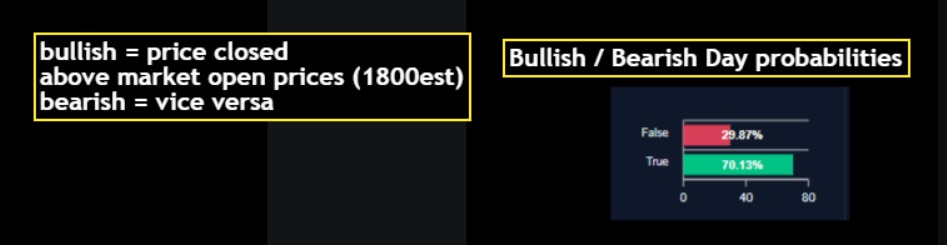 bullish = price closed
above market open prices (1800est)
bearish = vice versa
Bullish / Bearish Day probabilities
False
29.87%
True
70.13%
0 40 80